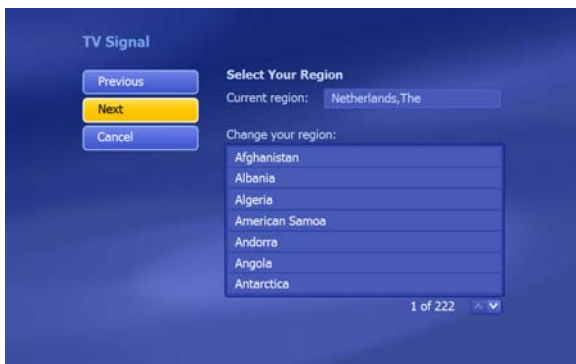 TV Signal
Previous
Next
Cancel
Select Your Region
Current region: Netherlands,The
Change your region:
Afghanistan
Albania
Algeria
American Samoa
Andorra
Angola
Antarctica
1 of 222